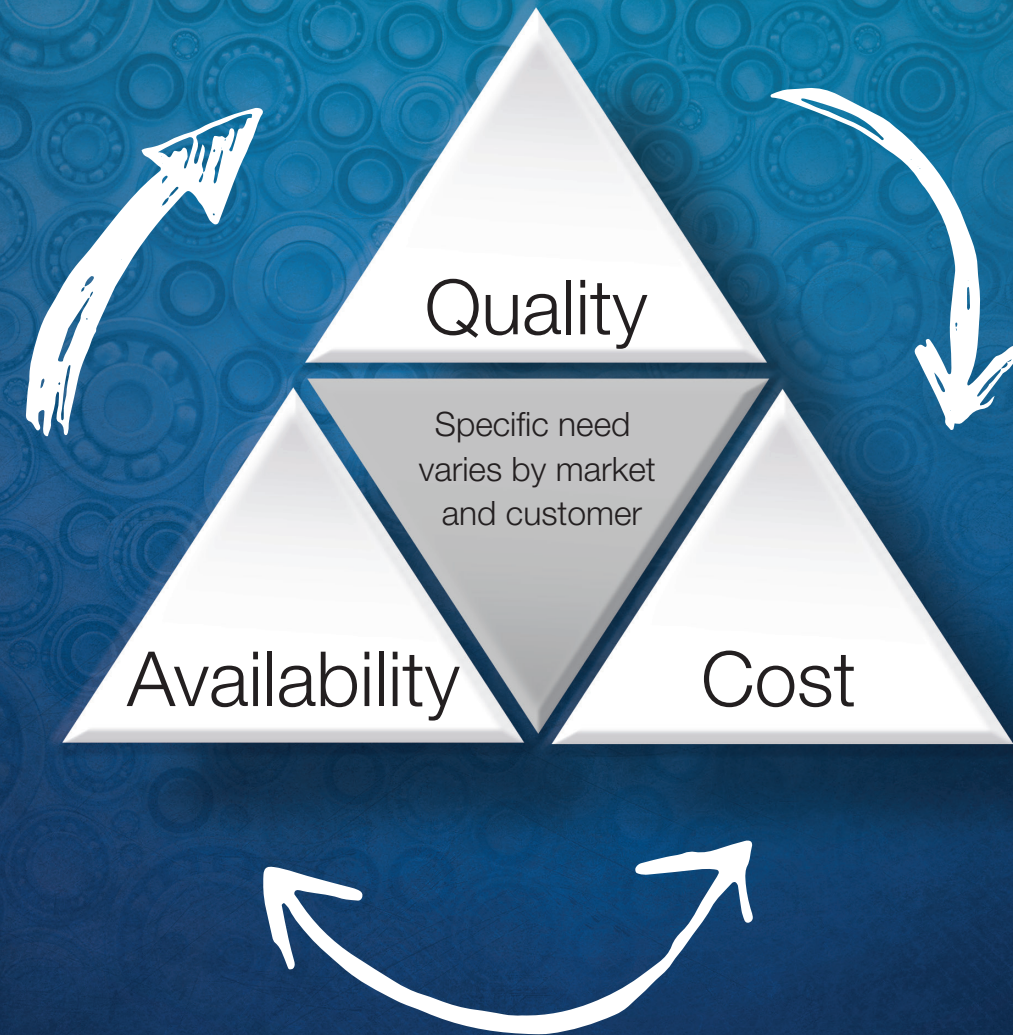 Quality
Specific need
varies by market
and customer
Availability
Cost